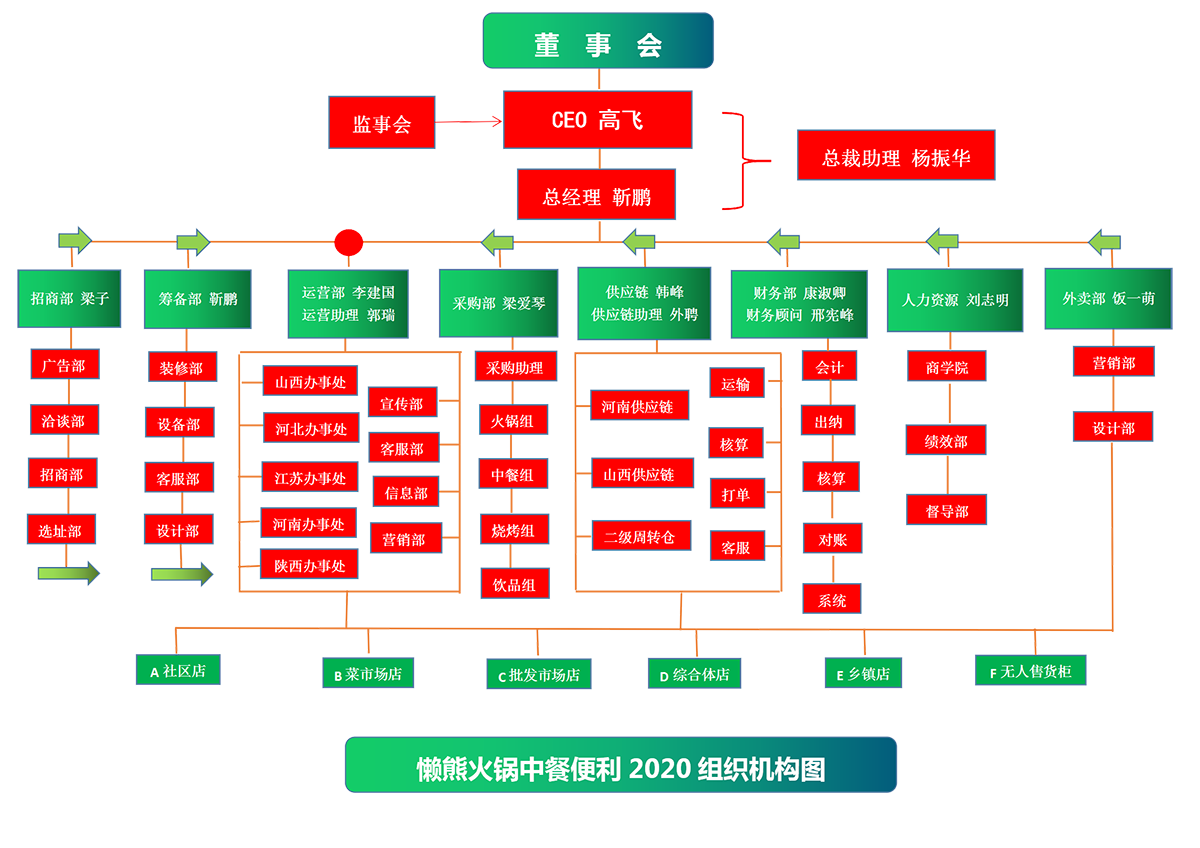 董 事 会
监事会
CEO 高飞
总裁助理 杨振华
总经理 靳鹏
招商部 梁子
筹备部 靳鹏
运营部 李建国
运营助理 郭瑞
采购部 梁爱琴
供应链 韩峰
供应链助理 外聘
财务部 康淑卿
财务顾问 邢宪峰
人力资源 刘志明
外卖部 饭一萌
广告部
洽谈部
招商部
选址部
装修部
设备部
客服部
设计部
山西办事处
河北办事处
江苏办事处
河南办事处
陕西办事处
宣传部
客服部
信息部
营销部
采购助理
火锅组
中餐组
烧烤组
饮品组
河南供应链
山西供应链
二级周转仓
运输
核算
打单
客服
会计
出纳
核算
对账
系统
商学院
绩效部
督导部
营销部
设计部
A 社区店
B 菜市场店
C 批发市场店
D 综合体店
E 乡镇店
F 无人售货柜
懒熊火锅中餐便利 2020 组织机构图